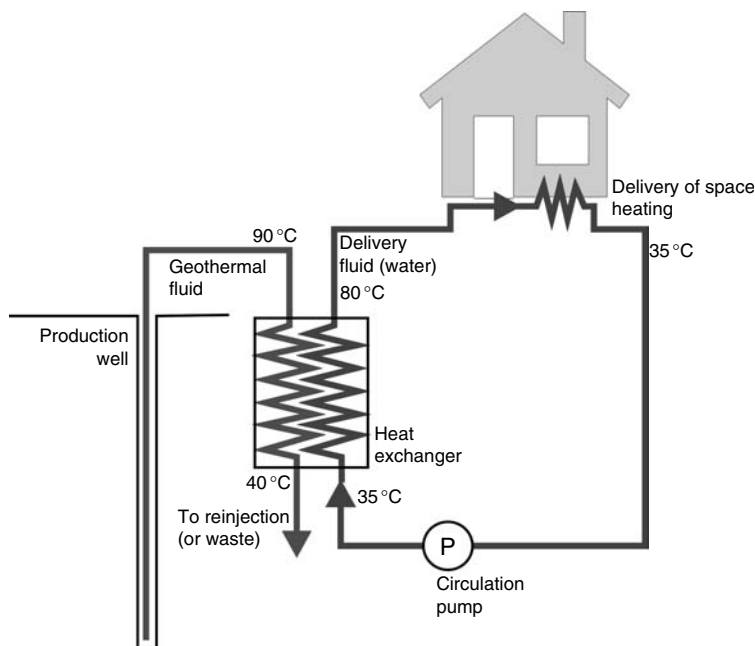 Delivery of space
heating
90 °C
Delivery
fluid (water)
35 °C
Geothermal
fluid
80 °C
Production
well
Heat
exchanger
40 °C
35 °C
To reinjection
(or waste)
P
Circulation
pump